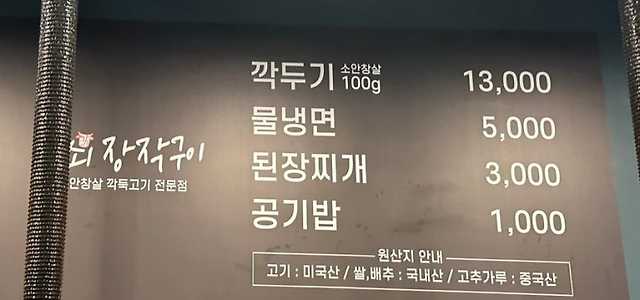 깍두기 소안창살 100g 13,000
물냉면 5,000
된장찌개 3,000
공기밥 1,000
장작구이
안창살 깍둑고기 전문점
원산지 안내
고기 : 미국산 / 쌀,배추 : 국내산 / 고추가루 : 중국산